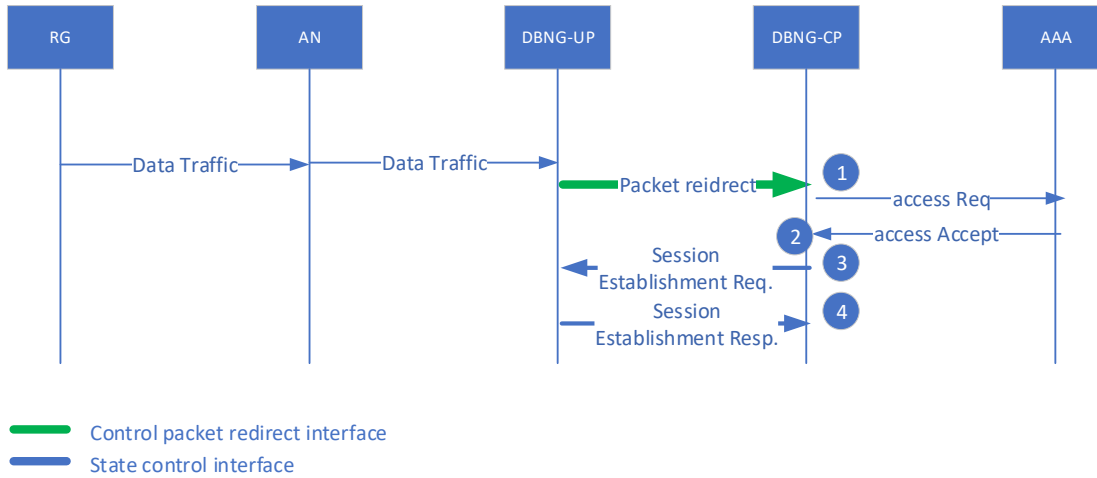 RG
AN
DBNG-UP
DBNG-CP
AAA
Data Traffic
Data Traffic
Packet reidrect
1
access Req
access Accept
2
Session
Establishment Req.
3
Session
Establishment Resp.
4
Control packet redirect interface
State control interface